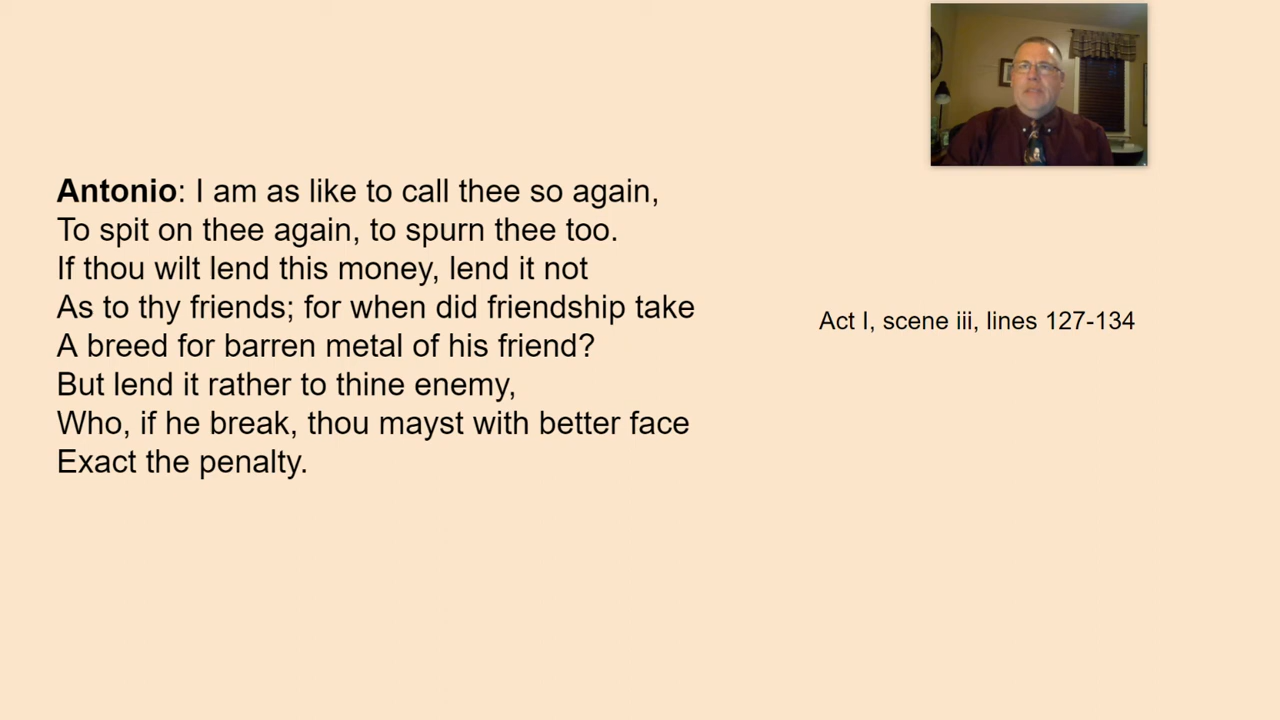 Antonio: I am as like to call thee so again,
To spit on thee again, to spurn thee too.
If thou wilt lend this money, lend it not
As to thy friends; for when did friendship take
A breed for barren metal of his friend?
But lend it rather to thine enemy,
Who, if he break, thou mayst with better face
Exact the penalty.
Act I, scene iii, lines 127-134